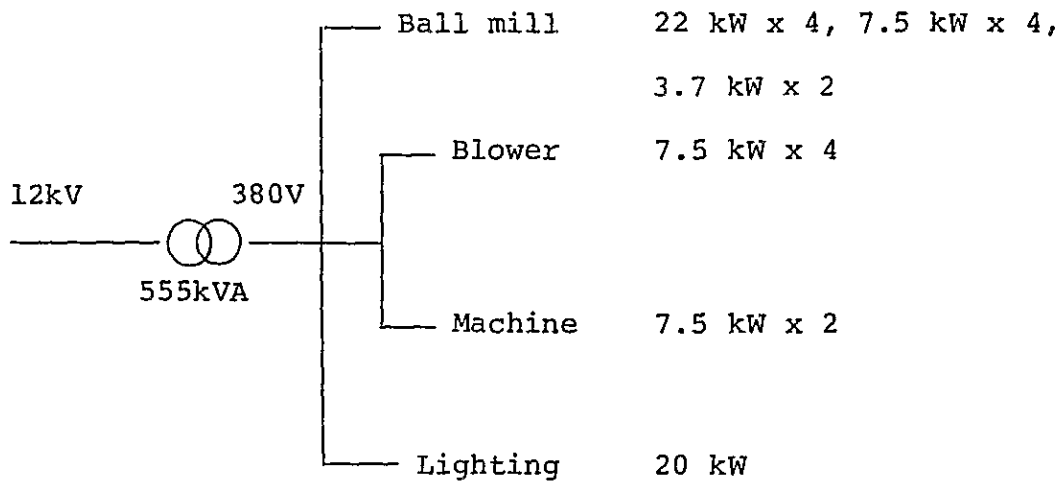 Ball mill 22 kW x 4, 7.5 kW x 4,
3.7 kW x 2
Blower 7.5 kW x 4
12kV 380V
555kVA
Machine 7.5 kW x 2
Lighting 20 kW